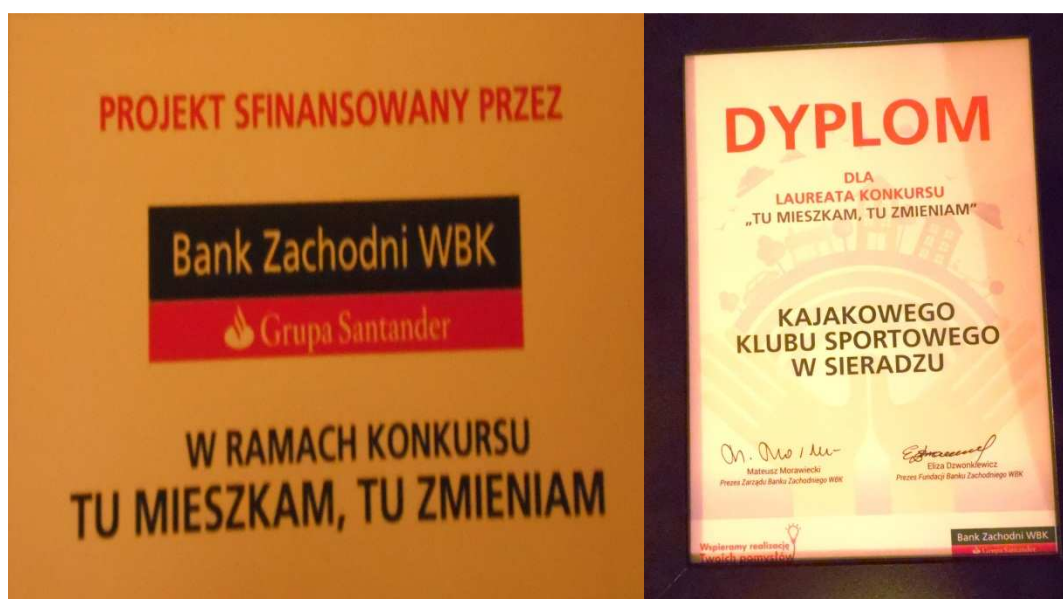 PROJEKT SFINANSOWANY PRZEZ
Bank Zachodni WBK
Grupa Santander
W RAMACH KONKURSU
TU MIESZKAM, TU ZMIENIAM
DYPLOM
DLA
LAUREATA KONKURSU
„TU MIESZKAM, TU ZMIENIAM”
KAJAKOWEGO
KLUBU SPORTOWEGO
W SIERADZU
Mateusz Morawiecki
Prezes Zarządu Banku Zachodniego WBK
Eliza Dzwonkiewicz
Prezes Fundacji Banku Zachodniego WBK
Wspieramy realizację
Twoich pomysłów
Bank Zachodni WBK
Grupa Santander